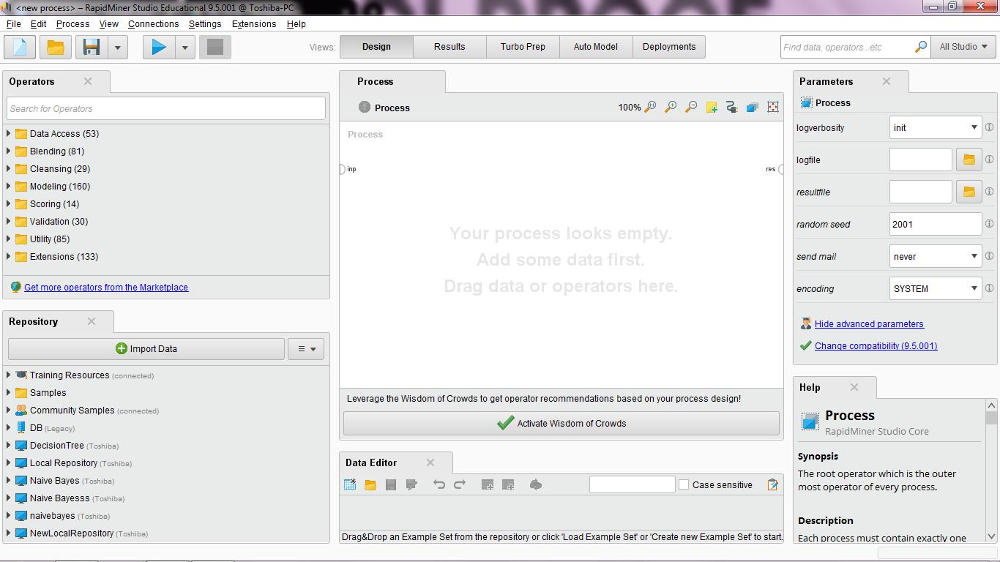 <new process> – RapidMiner Studio Educational 9.5.001 @ Toshiba-PC
File Edit Process View Connections Settings Extensions Help
Views: Design Results Turbo Prep Auto Model Deployments
Find data, operators...etc
All Studio
Operators
Search for Operators
Data Access (53)
Blending (81)
Cleansing (29)
Modeling (160)
Scoring (14)
Validation (30)
Utility (85)
Extensions (133)
Get more operators from the Marketplace
Repository
Import Data
Training Resources (connected)
Samples
Community Samples (connected)
DB (Legacy)
DecisionTree (Toshiba)
Local Repository (Toshiba)
Naive Bayes (Toshiba)
Naive Bayesss (Toshiba)
naivebayes (Toshiba)
NewLocalRepository (Toshiba)
Process
Process
100%
Process
inp
res
Your process looks empty.
Add some data first.
Drag data or operators here.
Leverage the Wisdom of Crowds to get operator recommendations based on your process design!
Activate Wisdom of Crowds
Data Editor
Case sensitive
Drag&Drop an Example Set from the repository or click 'Load Example Set' or 'Create new Example Set' to start.
Parameters
Process
logverbosity init
logfile
resultfile
random seed 2001
send mail never
encoding SYSTEM
Hide advanced parameters
Change compatibility (9.5.001)
Help
Process
RapidMiner Studio Core
Synopsis
The root operator which is the outer
most operator of every process.
Description
Each process must contain exactly one